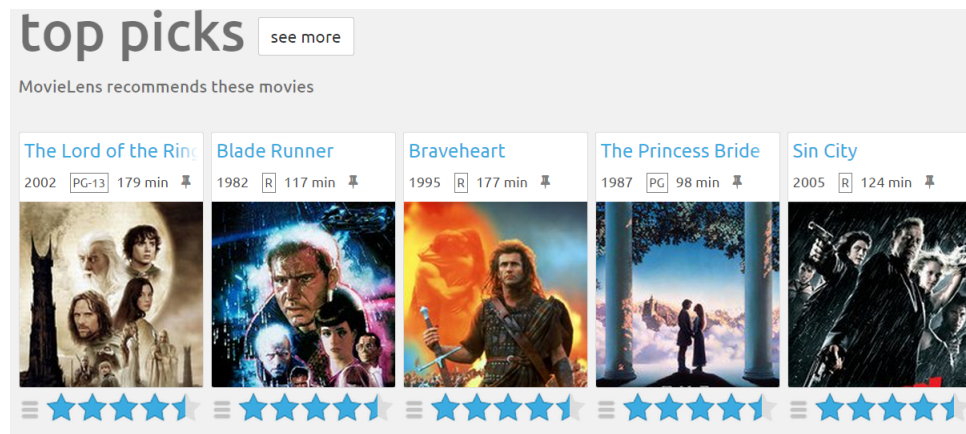 top picks see more
MovieLens recommends these movies
The Lord of the Ring
2002 PG-13 179 min
Blade Runner
1982 R 117 min
Braveheart
1995 R 177 min
The Princess Bride
1987 PG 98 min
Sin City
2005 R 124 min